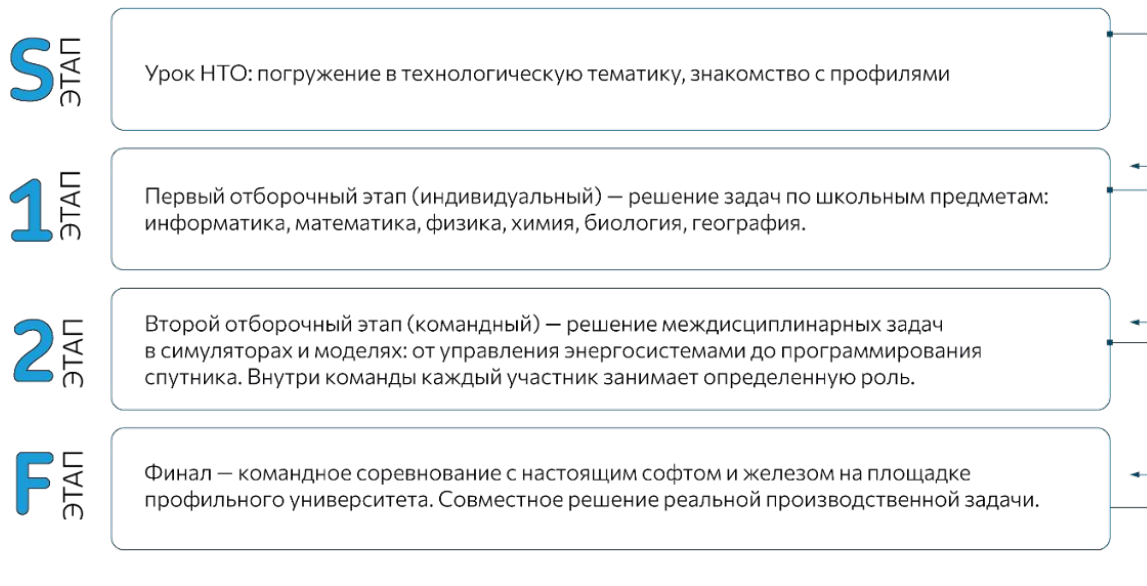 S ЭТАП
Урок НТО: погружение в технологическую тематику, знакомство с профилями
1 ЭТАП
Первый отборочный этап (индивидуальный) — решение задач по школьным предметам:
информатика, математика, физика, химия, биология, география.
2 ЭТАП
Второй отборочный этап (командный) — решение междисциплинарных задач
в симуляторах и моделях: от управления энергосистемами до программирования
спутника. Внутри команды каждый участник занимает определенную роль.
F ЭТАП
Финал — командное соревнование с настоящим софтом и железом на площадке
профильного университета. Совместное решение реальной производственной задачи.